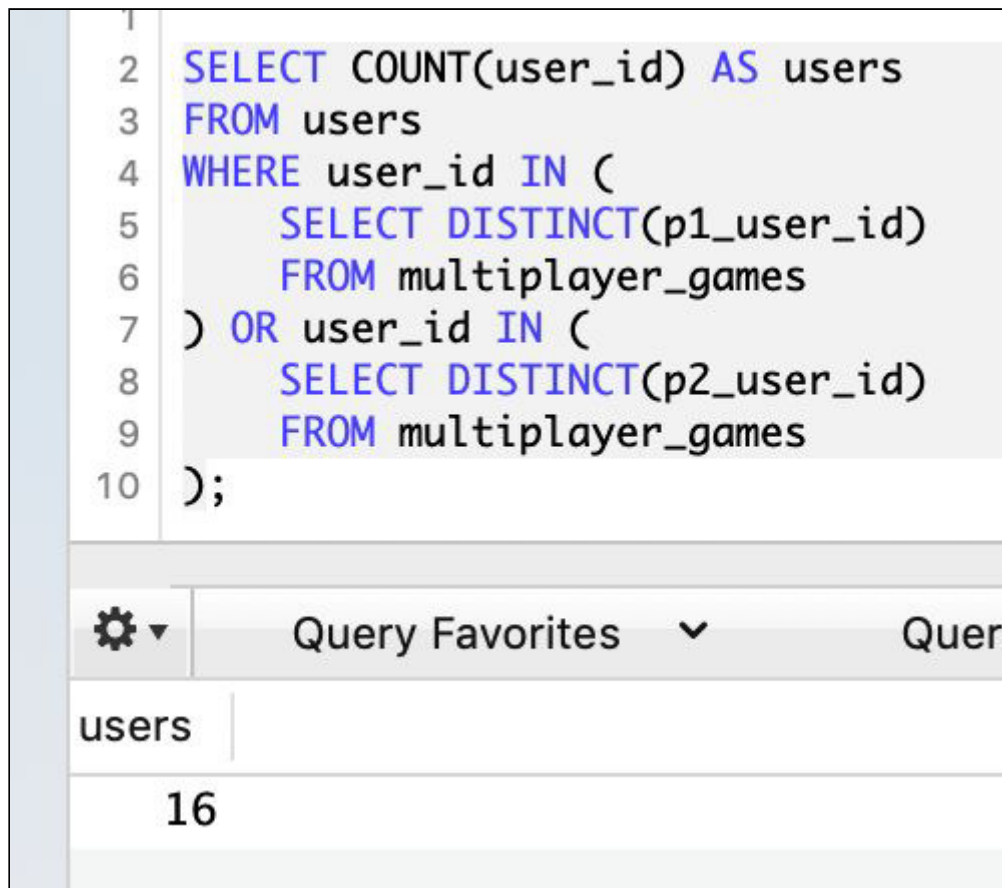 1
2 SELECT COUNT(user_id) AS users
3 FROM users
4 WHERE user_id IN (
5 SELECT DISTINCT(p1_user_id)
6 FROM multiplayer_games
7 ) OR user_id IN (
8 SELECT DISTINCT(p2_user_id)
9 FROM multiplayer_games
10 );
Query Favorites Quer
users
16